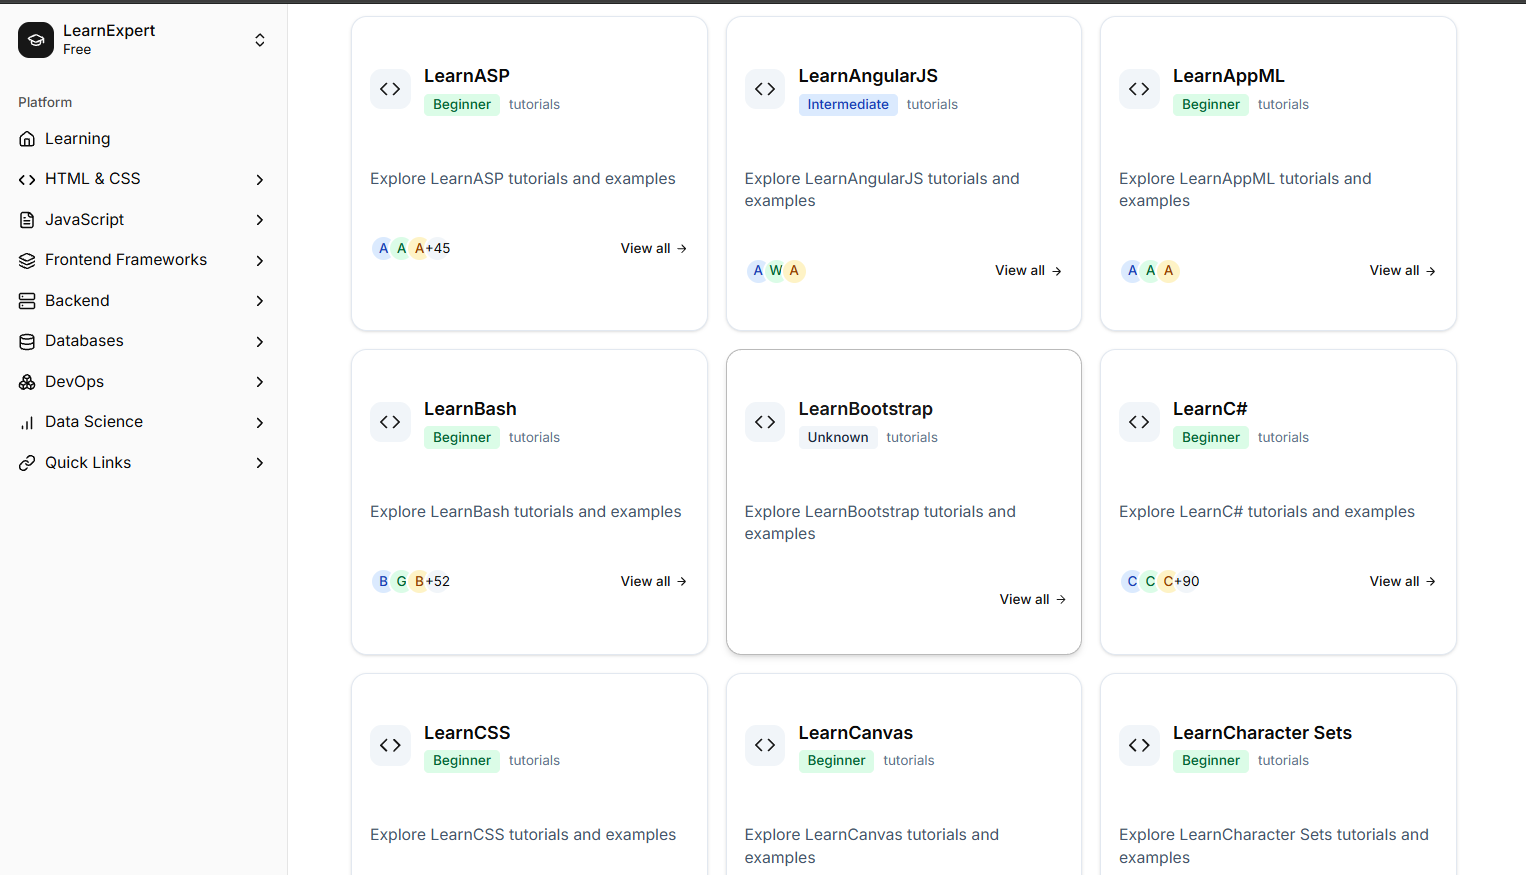 LearnExpert
Free
Platform
Learning
HTML & CSS
JavaScript
Frontend Frameworks
Backend
Databases
DevOps
Data Science
Quick Links
LearnASP
Beginner tutorials
Explore LearnASP tutorials and examples
A A A +45 View all →
LearnAngularJS
Intermediate tutorials
Explore LearnAngularJS tutorials and
examples
A W A View all →
LearnAppML
Beginner tutorials
Explore LearnAppML tutorials and
examples
A A A View all →
LearnBash
Beginner tutorials
Explore LearnBash tutorials and examples
B G B +52 View all →
LearnBootstrap
Unknown tutorials
Explore LearnBootstrap tutorials and
examples
View all →
LearnC#
Beginner tutorials
Explore LearnC# tutorials and examples
C C C +90 View all →
LearnCSS
Beginner tutorials
Explore LearnCSS tutorials and examples
LearnCanvas
Beginner tutorials
Explore LearnCanvas tutorials and
examples
LearnCharacter Sets
Beginner tutorials
Explore LearnCharacter Sets tutorials and
examples